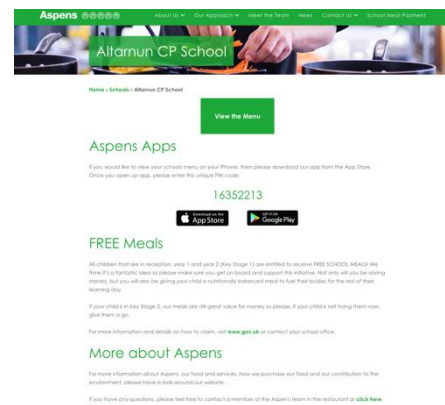 Aspens
About Us
Our Approach
Meet the Team
News
Contact Us
School Meal Payment
Altarnun CP School
Home » Schools » Altarnun CP School
View the Menu
Aspens Apps
If you would like to view your schools menu on your iPhone, then please download our app from the App Store.
Once you open up app, please enter this unique PIN code:
16352213
Download on the
App Store
GET IT ON
Google Play
FREE Meals
All children that are in reception, year 1 and year 2 (Key Stage 1) are entitled to receive FREE SCHOOL MEALS! We
think it's a fantastic idea so please make sure you get on board and support this initiative. Not only will you be saving
money, but you will also be giving your child a nutritionally balanced meal to fuel their bodies for the rest of their
learning day.
If your child is in Key Stage 2, our meals are still great value for money so please, if your child is not trying them now,
give them a go.
For more information and details on how to claim, visit www.gov.uk or contact your school office.
More about Aspens
For more information about Aspens, our food and services, how we purchase our food and our contribution to the
environment, please have a look around our website.
If you have any questions, please feel free to contact a member of the Aspen's team in the restaurant or click here